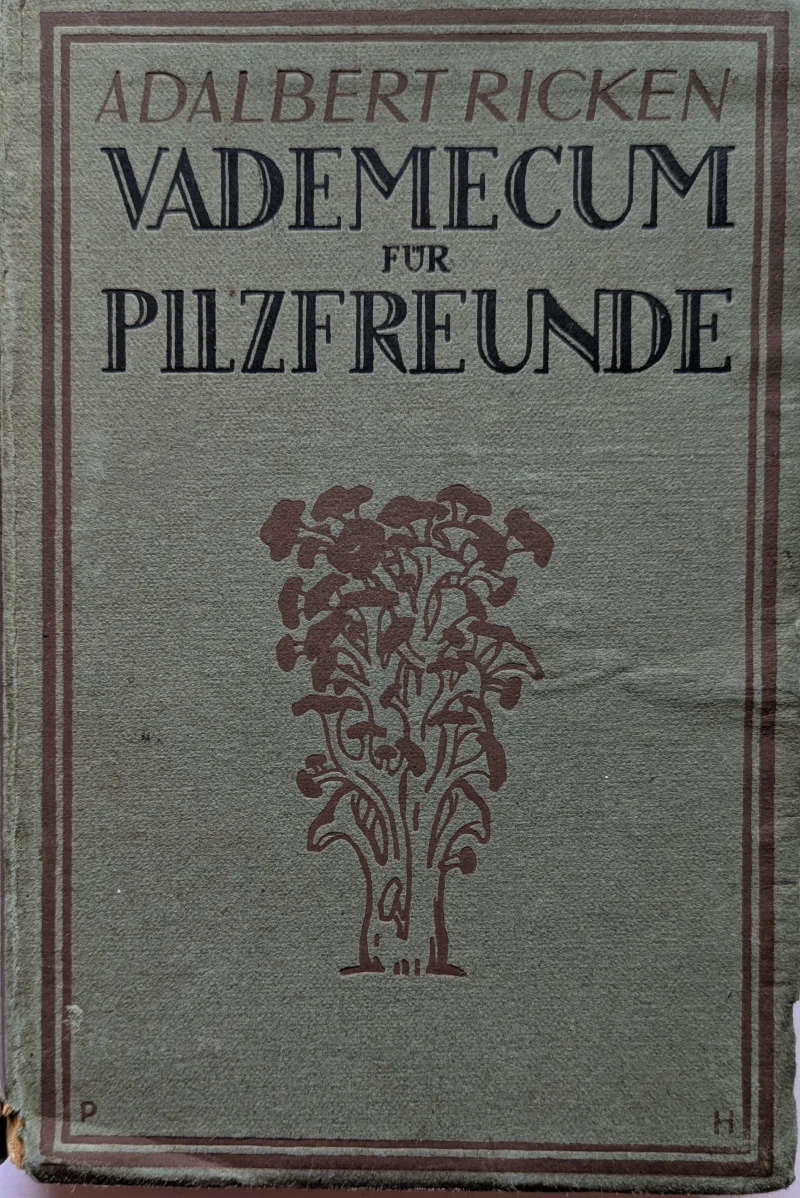 ADALBERT RICKEN
VADEMECUM
FÜR
PILZFREUNDE
P H